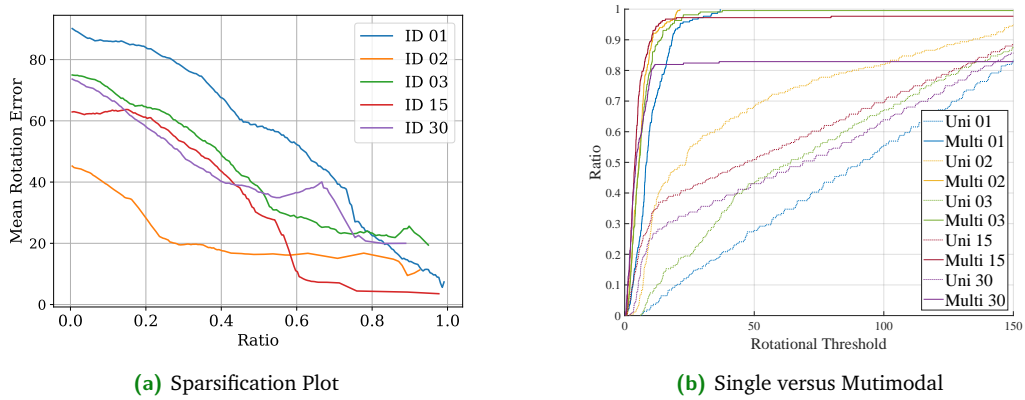 Mean Rotation Error
80
60
40
20
0
0.0 0.2 0.4 0.6 0.8 1.0
Ratio
ID 01
ID 02
ID 03
ID 15
ID 30
(a) Sparsification Plot
Ratio
1
0.9
0.8
0.7
0.6
0.5
0.4
0.3
0.2
0.1
0
0 50 100 150
Rotational Threshold
Uni 01
Multi 01
Uni 02
Multi 02
Uni 03
Multi 03
Uni 15
Multi 15
Uni 30
Multi 30
(b) Single versus Mutimodal